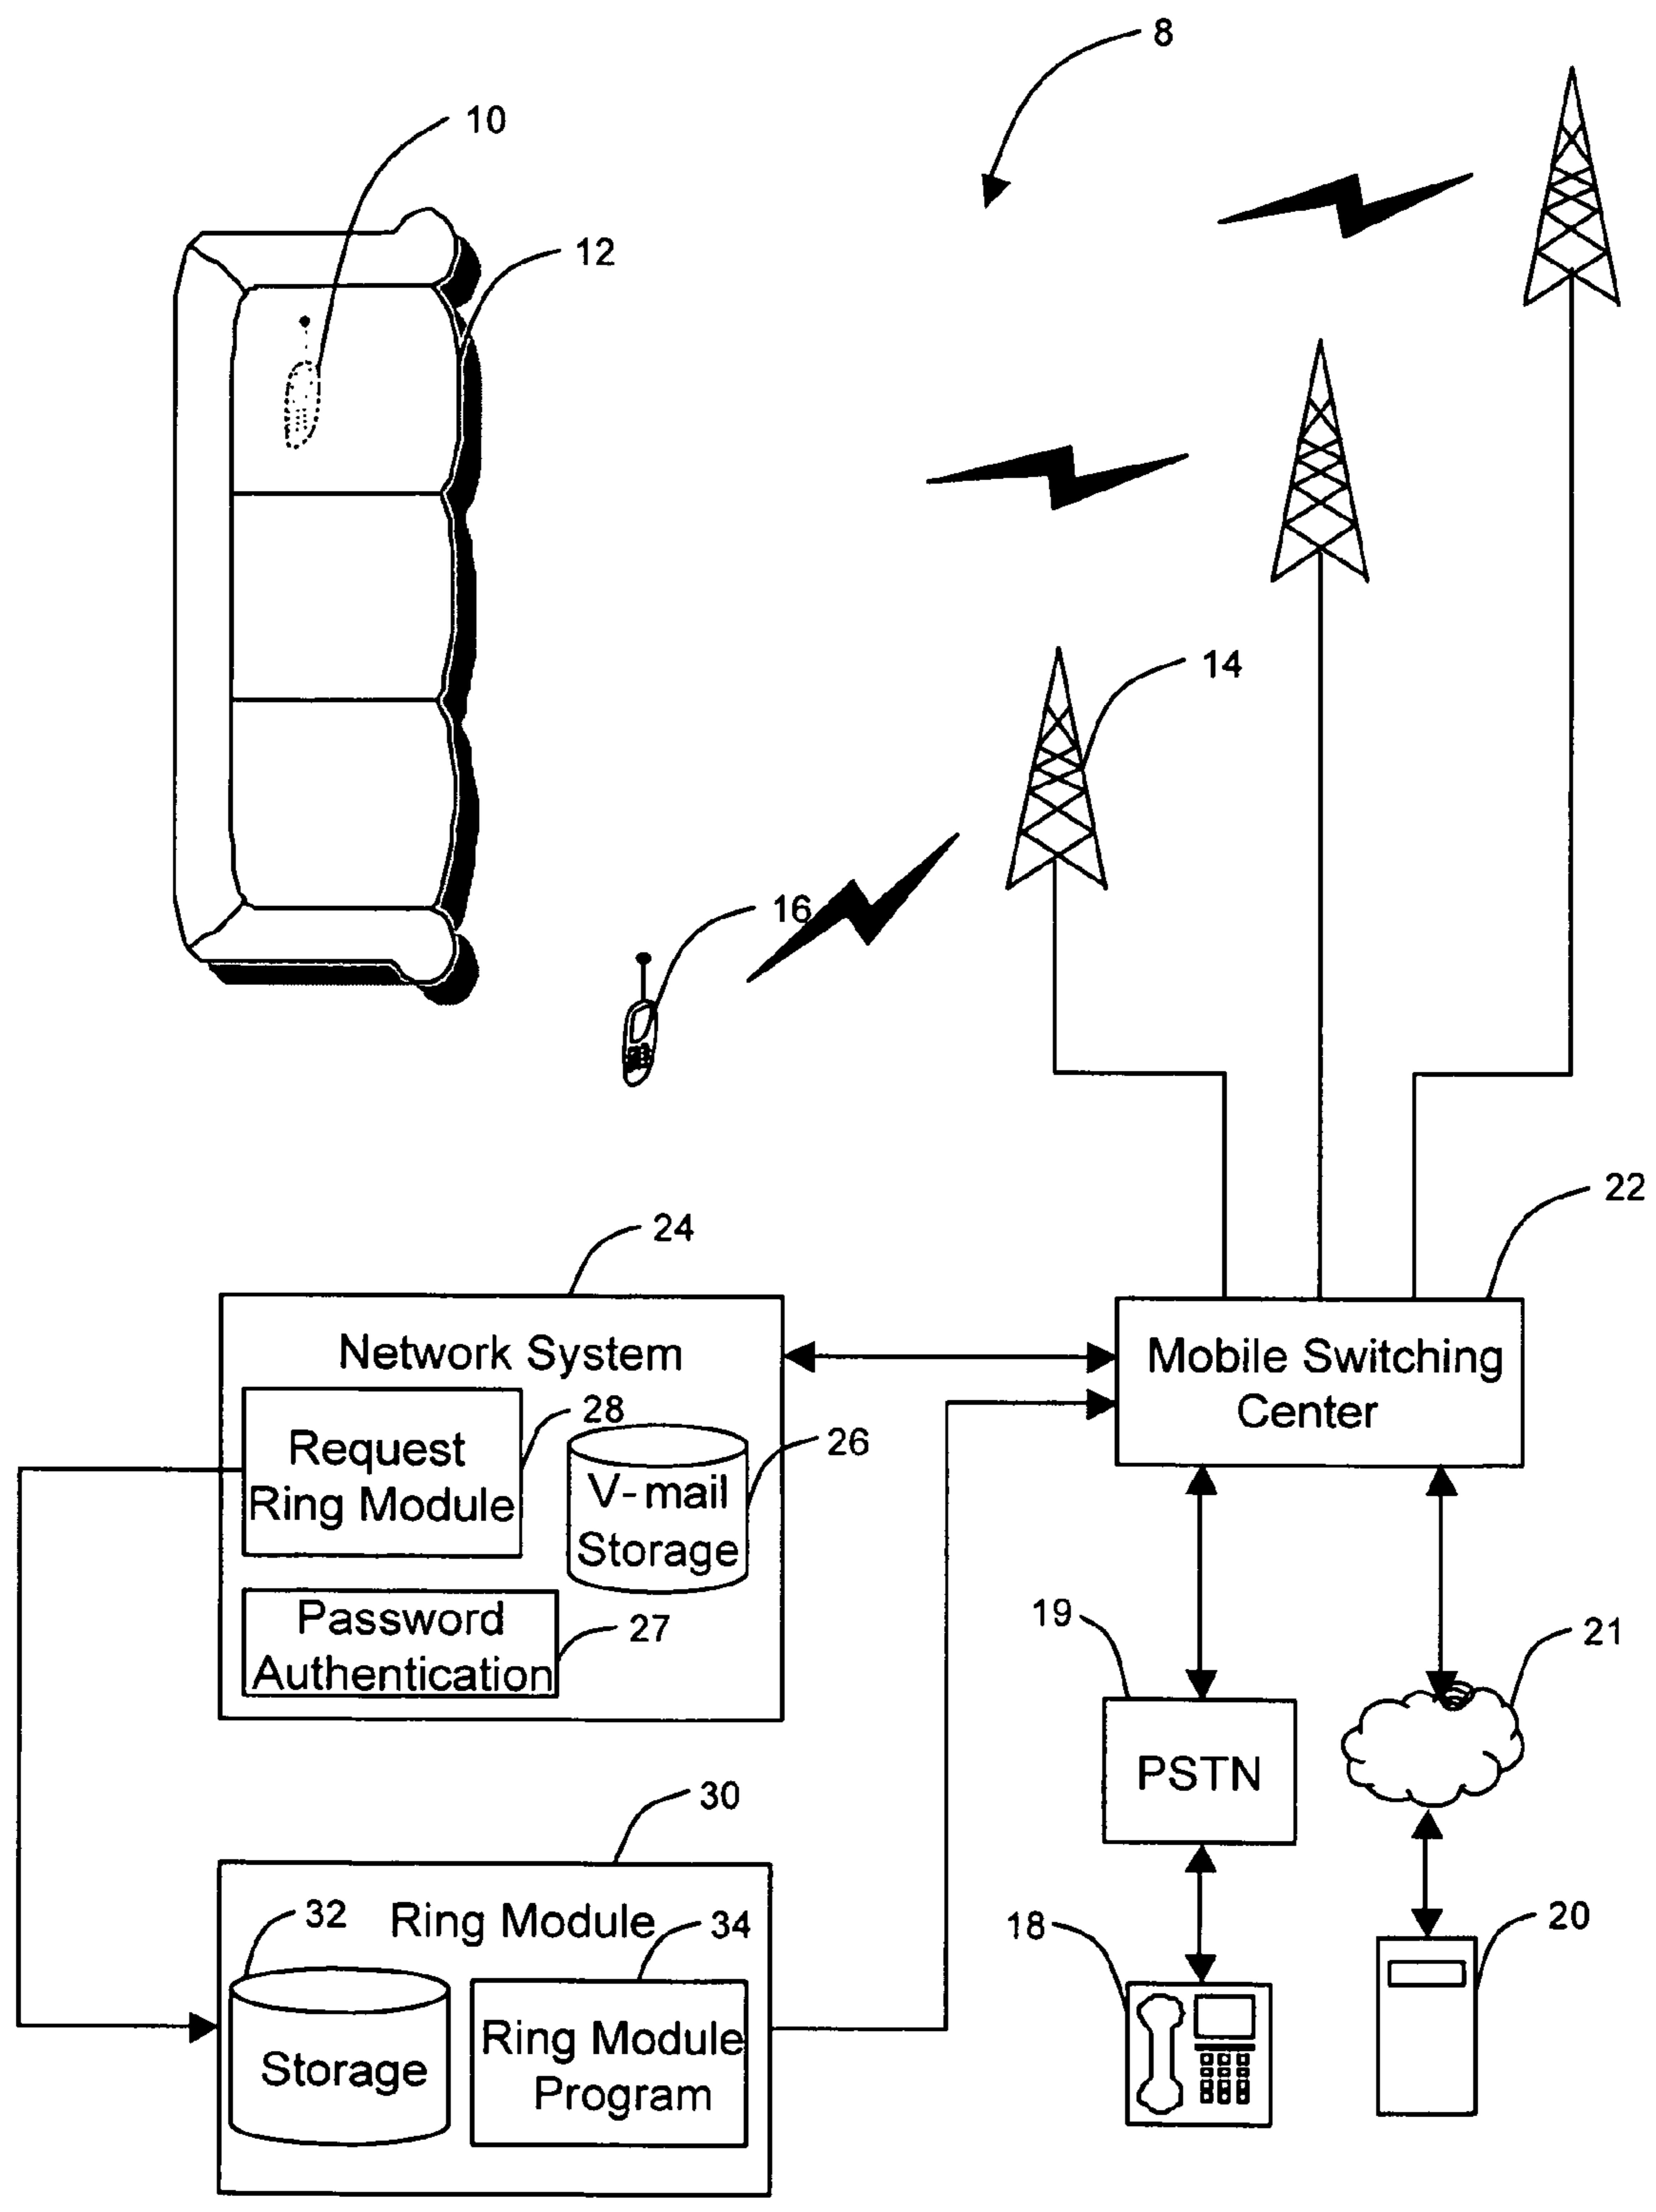 8
10
12
14
16
22
24
Network System
Mobile Switching
Center
28
Request
Ring Module
26
V-mail
Storage
Password
Authentication
27
19
21
PSTN
30
32
Ring Module
34
18
20
Storage
Ring Module
Program